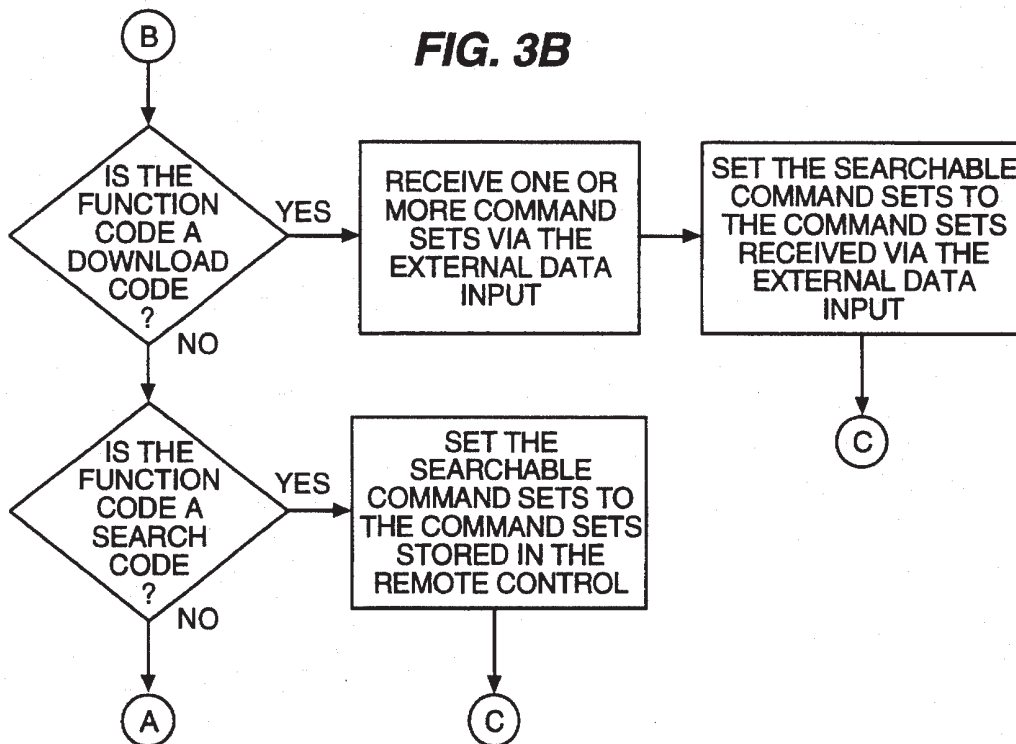 B
FIG. 3B
IS THE
FUNCTION
CODE A
DOWNLOAD
CODE
?
YES
NO
RECEIVE ONE OR
MORE COMMAND
SETS VIA THE
EXTERNAL DATA
INPUT
SET THE SEARCHABLE
COMMAND SETS TO
THE COMMAND SETS
RECEIVED VIA THE
EXTERNAL DATA
INPUT
C
IS THE
FUNCTION
CODE A
SEARCH
CODE
?
YES
NO
SET THE
SEARCHABLE
COMMAND SETS TO
THE COMMAND SETS
STORED IN THE
REMOTE CONTROL
A
C